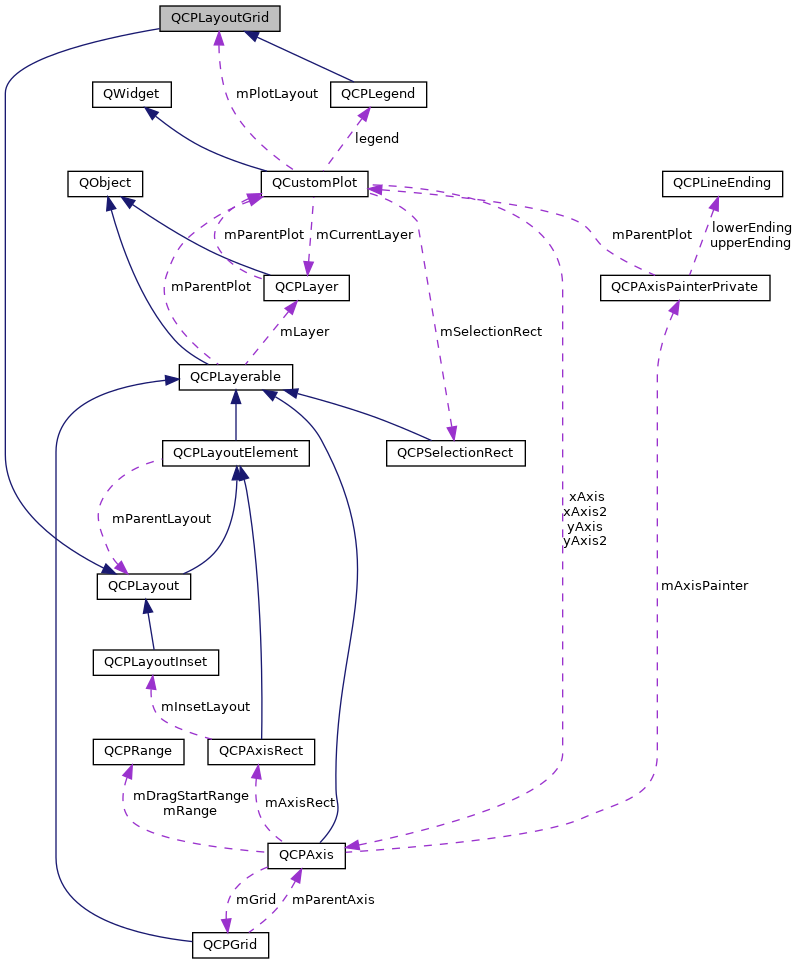 QCPLayoutGrid
QWidget
mPlotLayout
QCPLegend
legend
QObject
QCustomPlot
QCPLineEnding
mParentPlot
mCurrentLayer
mParentPlot
lowerEnding
upperEnding
mParentPlot
QCPLayer
QCPAxisPainterPrivate
mLayer
mSelectionRect
QCPLayerable
QCPLayoutElement
QCPSelectionRect
mParentLayout
xAxis
xAxis2
yAxis
yAxis2
QCPLayout
mAxisPainter
QCPLayoutInset
mInsetLayout
QCPRange
QCPAxisRect
mDragStartRange
mRange
mAxisRect
QCPAxis
mGrid
mParentAxis
QCPGrid